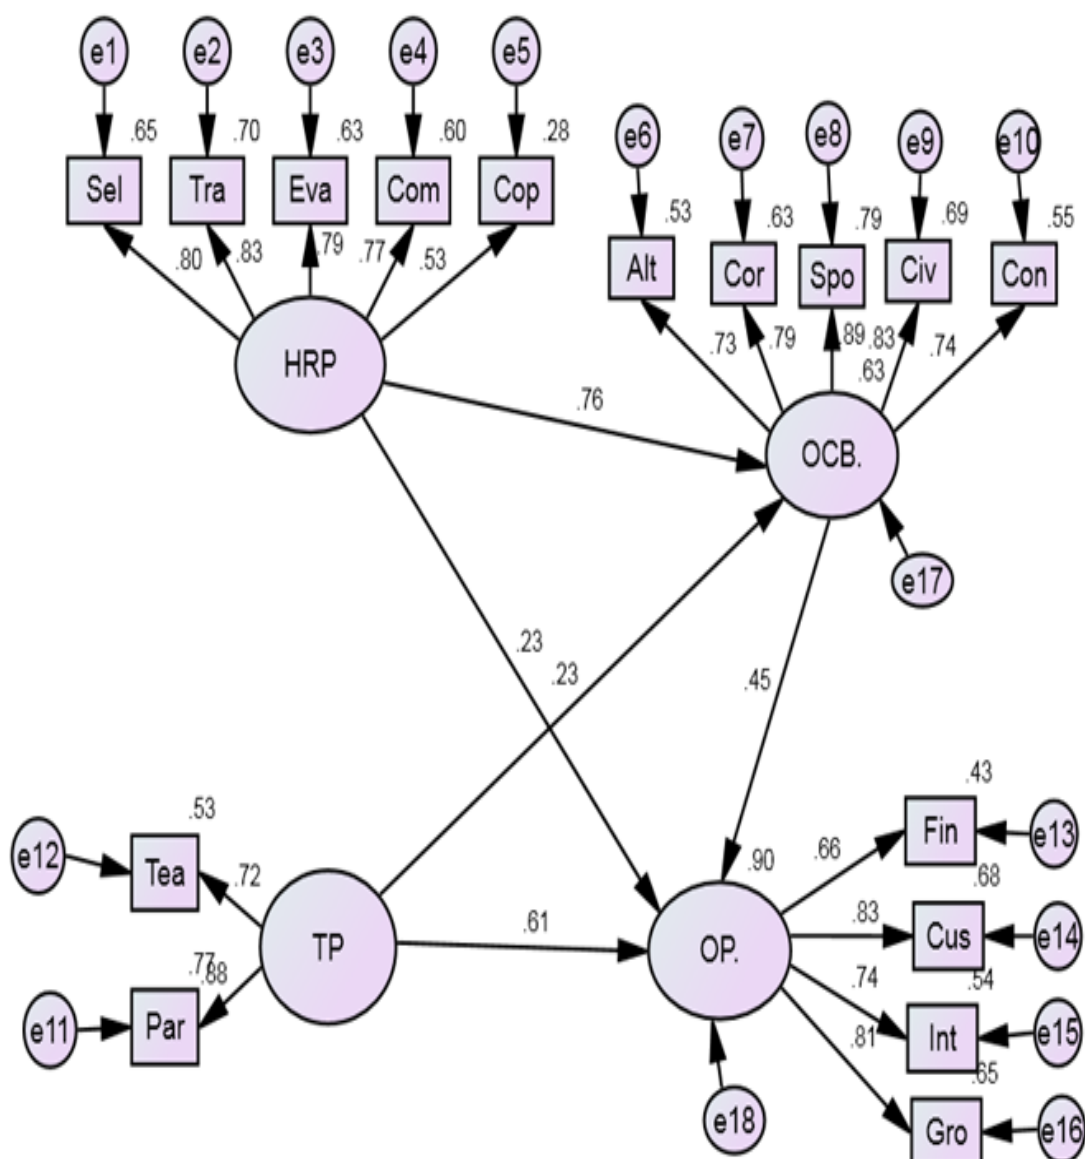 e1 e2 e3 e4 e5
.65 .70 .63 .60 .28
Sel Tra Eva Com Cop
.80 .83 .79 .77 .53
HRP
e6 e7 e8 e9 e10
.53 .63 .79 .69 .55
Alt Cor Spo Civ Con
.73 .79 .89 .83 .74
.63
OCB.
.76
e17
.23
.23
.45
.53
e12 Tea
.72
TP
.77
.88
e11 Par
.61
.90
OP.
e18
.43
.66 Fin e13
.68
.83 Cus e14
.54
.74 Int e15
.65
.81 Gro e16